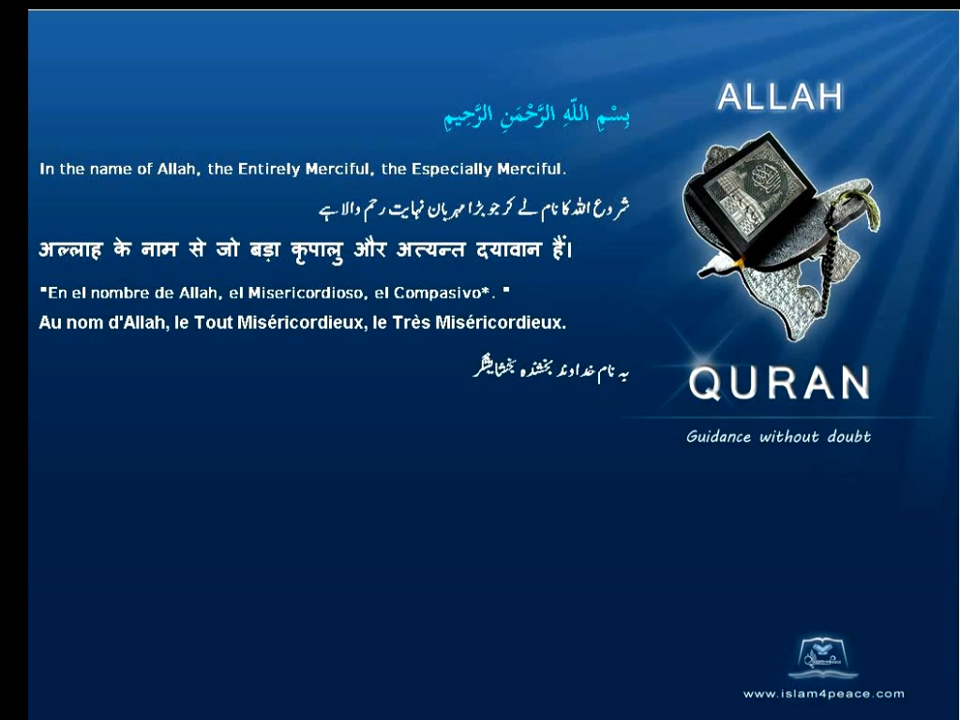 بِسْمِ اللّهِ الرَّحْمَنِ الرَّحِيمِ
In the name of Allah, the Entirely Merciful, the Especially Merciful.
شروع الله کا نام لے کر جو بڑا مہربان نہایت رحم والا ہے
अल्लाह के नाम से जो बड़ा कृपालु और अत्यन्त दयावान हैं।
"En el nombre de Allah, el Misericordioso, el Compasivo*. "
Au nom d'Allah, le Tout Miséricordieux, le Très Miséricordieux.
به نام خداوند بخشنده بخشایشگر
ALLAH
QURAN
Guidance without doubt
www.islam4peace.com